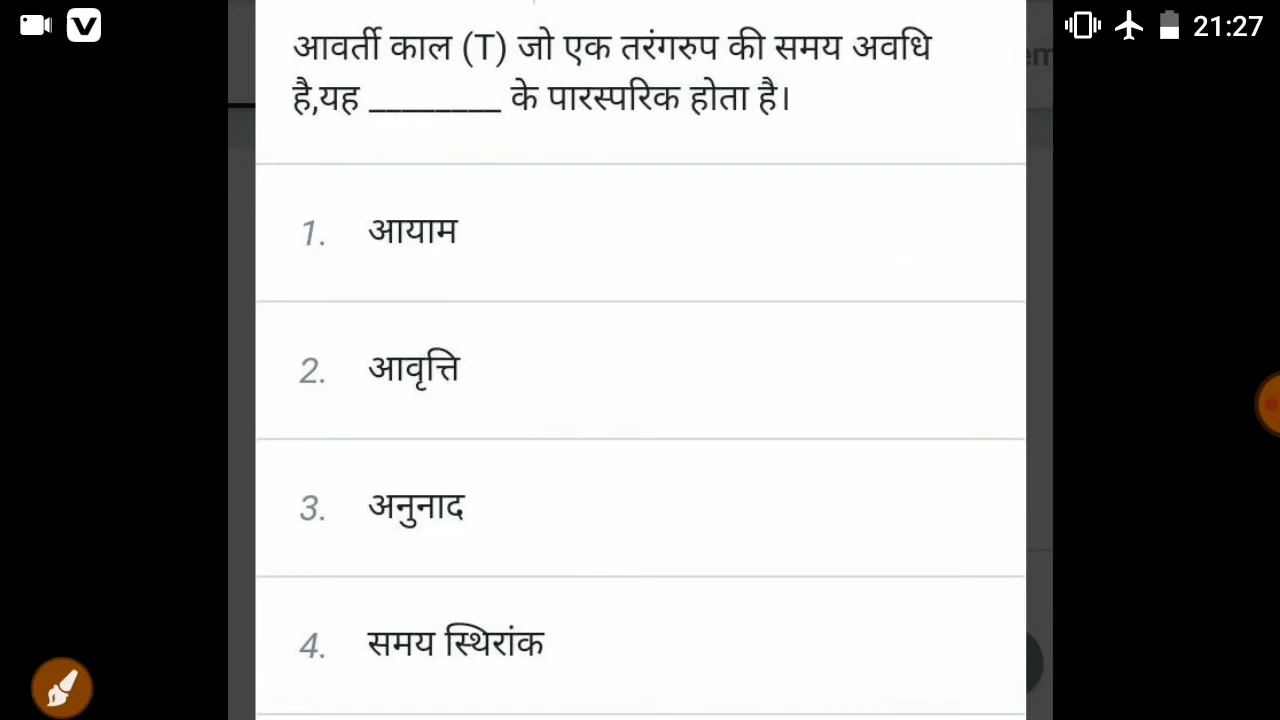 21:27
आवर्ती काल (T) जो एक तरंगरुप की समय अवधि
है,यह ________ के पारस्परिक होता है।
1. आयाम
2. आवृत्ति
3. अनुनाद
4. समय स्थिरांक